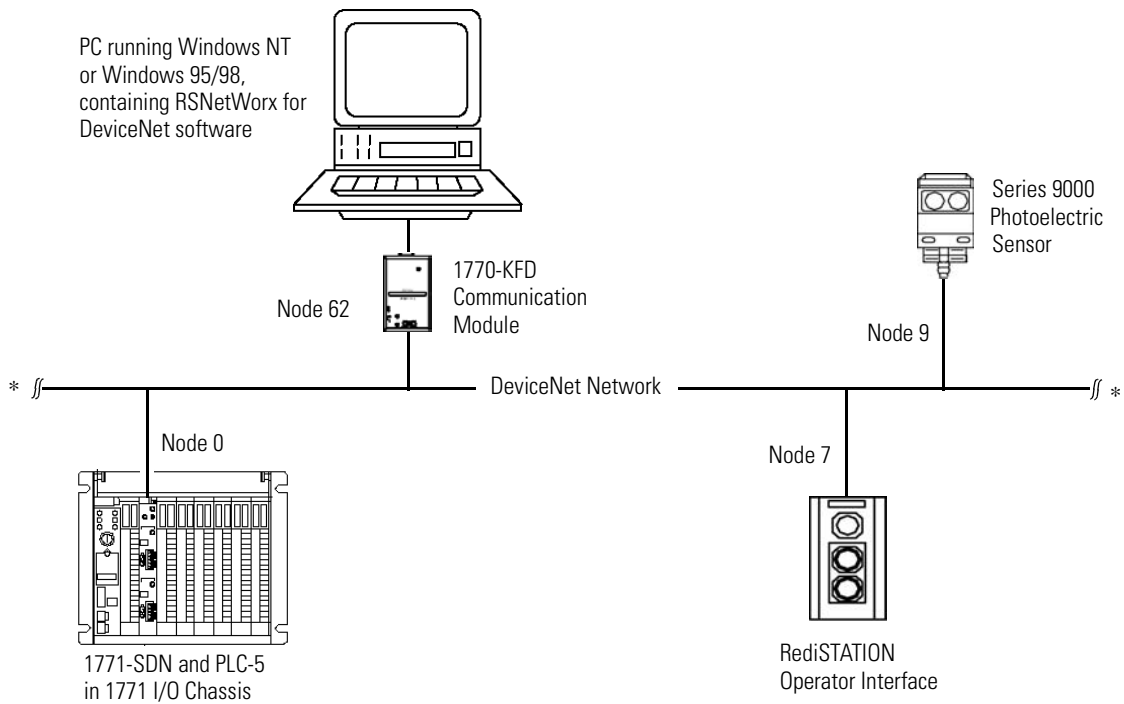 PC running Windows NT
or Windows 95/98,
containing RSNetWorx for
DeviceNet software
Series 9000
Photoelectric
Sensor
1770-KFD
Communication
Module
Node 62
Node 9
* DeviceNet Network *
Node 0
Node 7
1771-SDN and PLC-5
in 1771 I/O Chassis
RediSTATION
Operator Interface